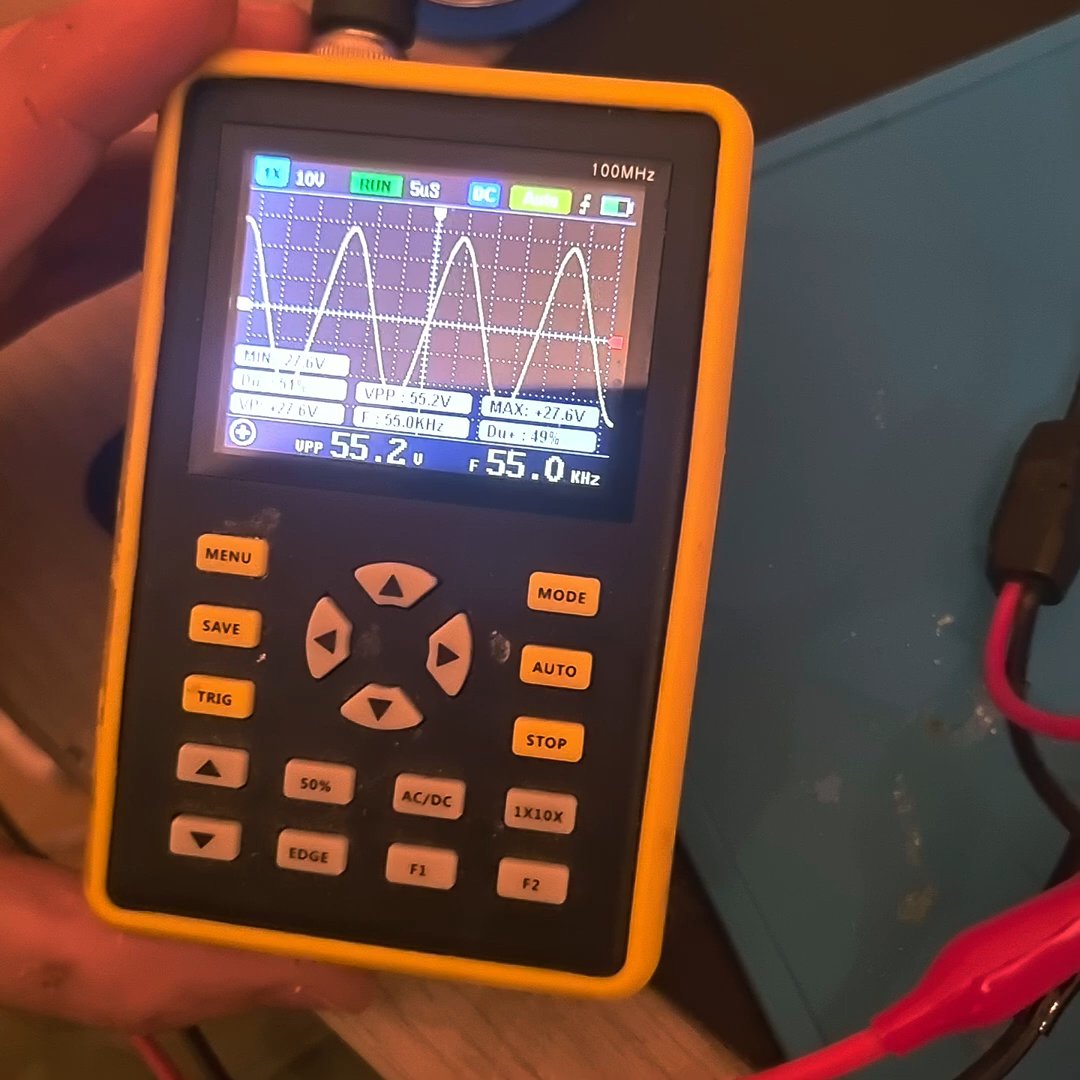 100MHz
1X 10V RUN 5uS DC Auto
MIN: -27.6V
Du-: 51% VPP: 55.2V MAX: +27.6V
VP: +27.6V F: 55.0KHz Du+: 49%
VPP 55.2 V F 55.0 KHz
MENU MODE
SAVE AUTO
TRIG STOP
50% AC/DC 1X10X
EDGE F1 F2